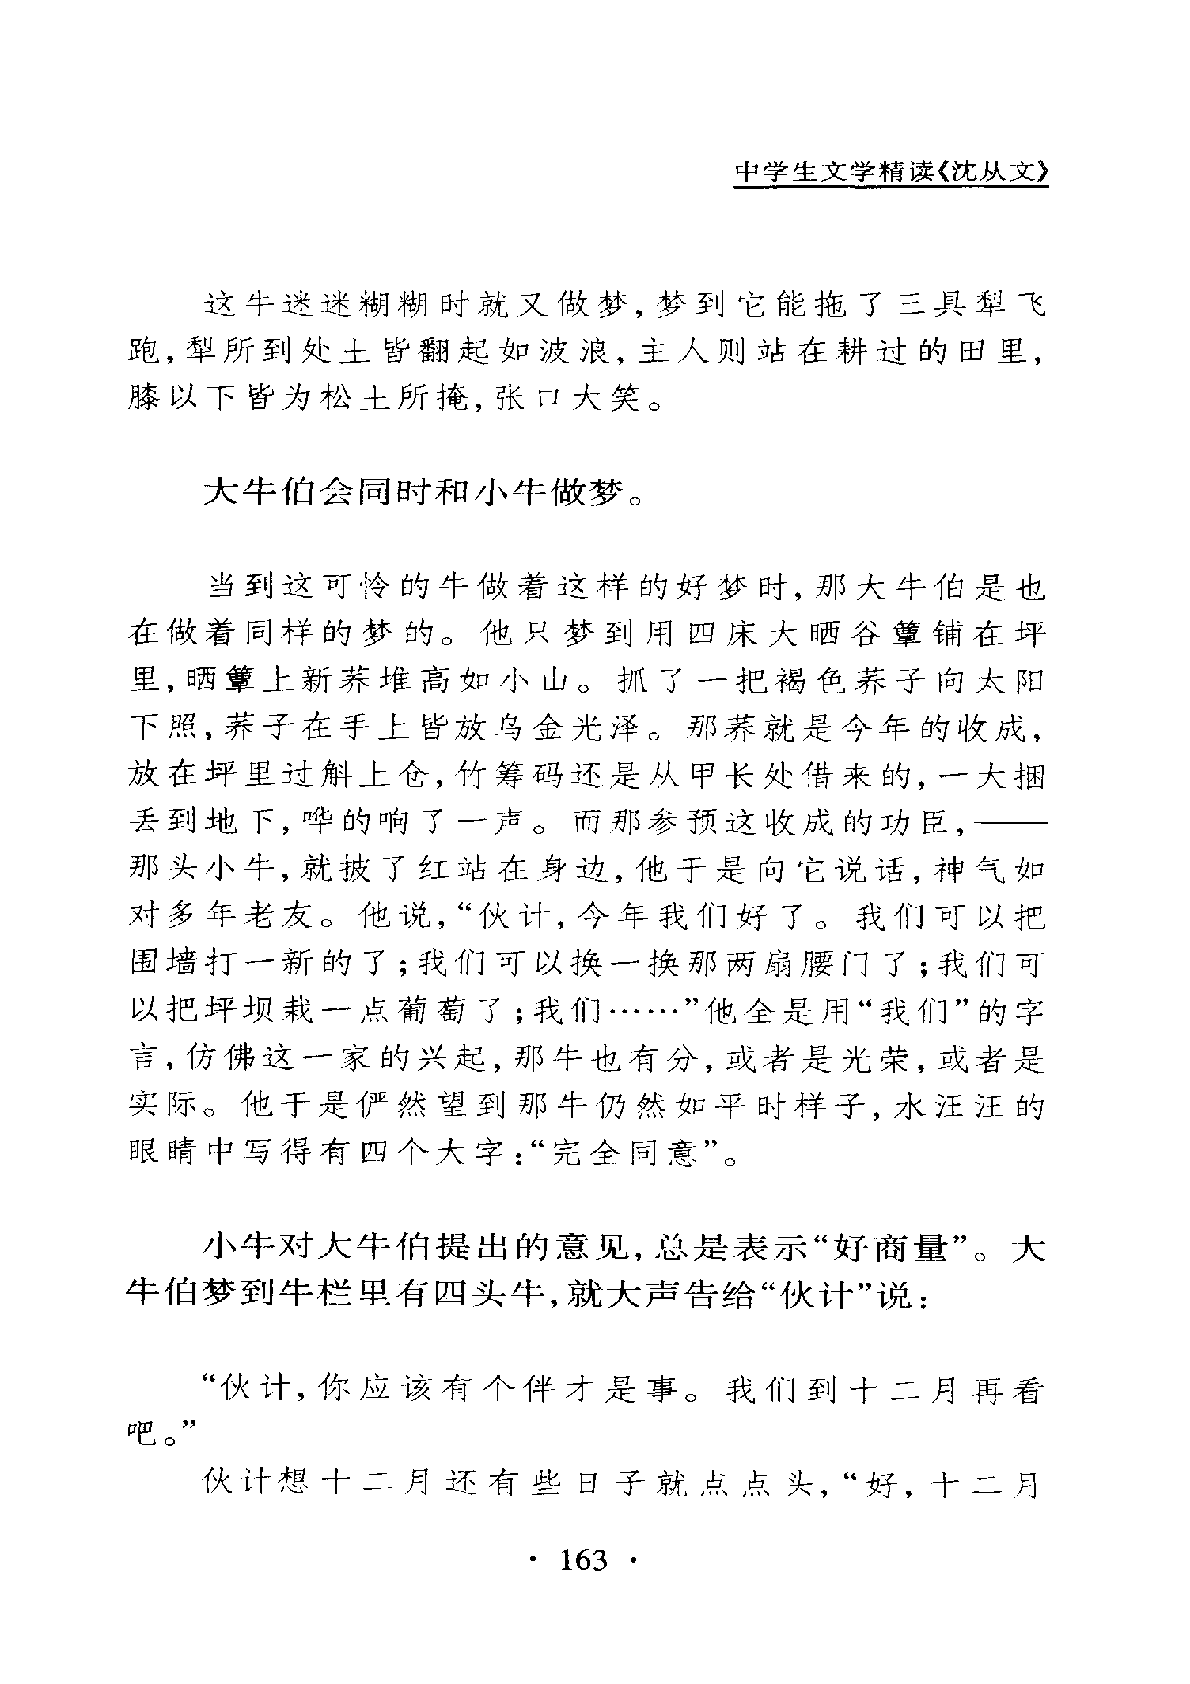 中学生文学精读《沈从文》
这牛迷迷糊糊时就又做梦，梦到它能拖了三具犁飞
跑，犁所到处土皆翻起如波浪，主人则站在耕过的田里，
膝以下皆为松土所掩，张口大笑。
大牛伯会同时和小牛做梦。
当到这可怜的牛做着这样的好梦时，那大牛伯是也
在做着同样的梦的。他只梦到用四床大晒谷簟铺在坪
里，晒簟上新荞堆高如小山。抓了一把褐色荞子向太阳
下照，荞子在手上皆放乌金光泽。那荞就是今年的收成，
放在坪里过斛上仓，竹筹码还是从甲长处借来的，一大捆
丢到地下，哗的响了一声。而那参预这收成的功臣，——
那头小牛，就披了红站在身边，他于是向它说话，神气如
对多年老友。他说，“伙计，今年我们好了。我们可以把
围墙打一新的了；我们可以换一换那两扇腰门了；我们可
以把坪坝栽一点葡萄了；我们……”他全是用“我们”的字
言，仿佛这一家的兴起，那牛也有分，或者是光荣，或者是
实际。他于是俨然望到那牛仍然如平时样子，水汪汪的
眼睛中写得有四个大字：“完全同意”。
小牛对大牛伯提出的意见，总是表示“好商量”。大
牛伯梦到牛栏里有四头牛，就大声告给“伙计”说：
“伙计，你应该有个伴才是事。我们到十二月再看
吧。”
伙计想十二月还有些日子就点点头，“好，十二月
· 163 ·